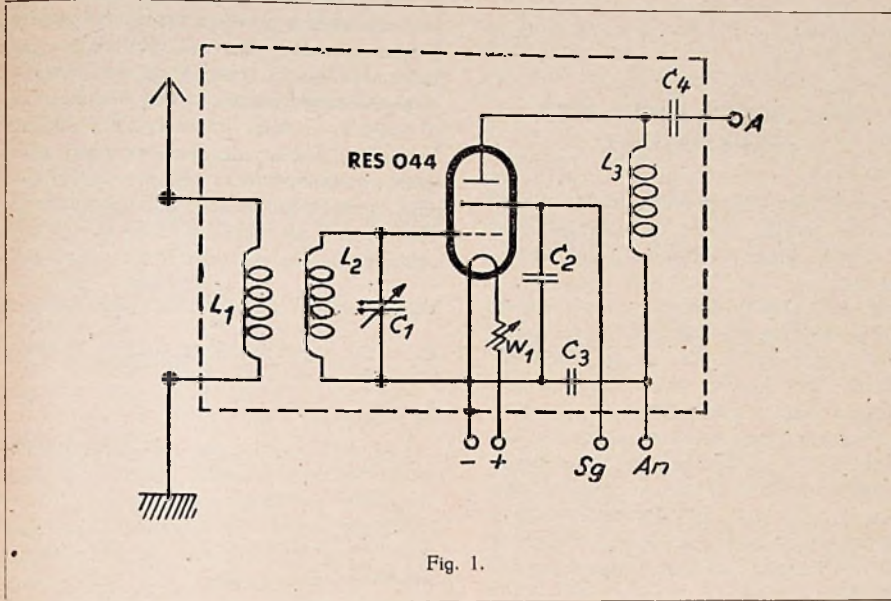 C4
A
RES 044
L3
L2
C2
L1
C1
W1
C3
- +
Sg An
Fig. 1.